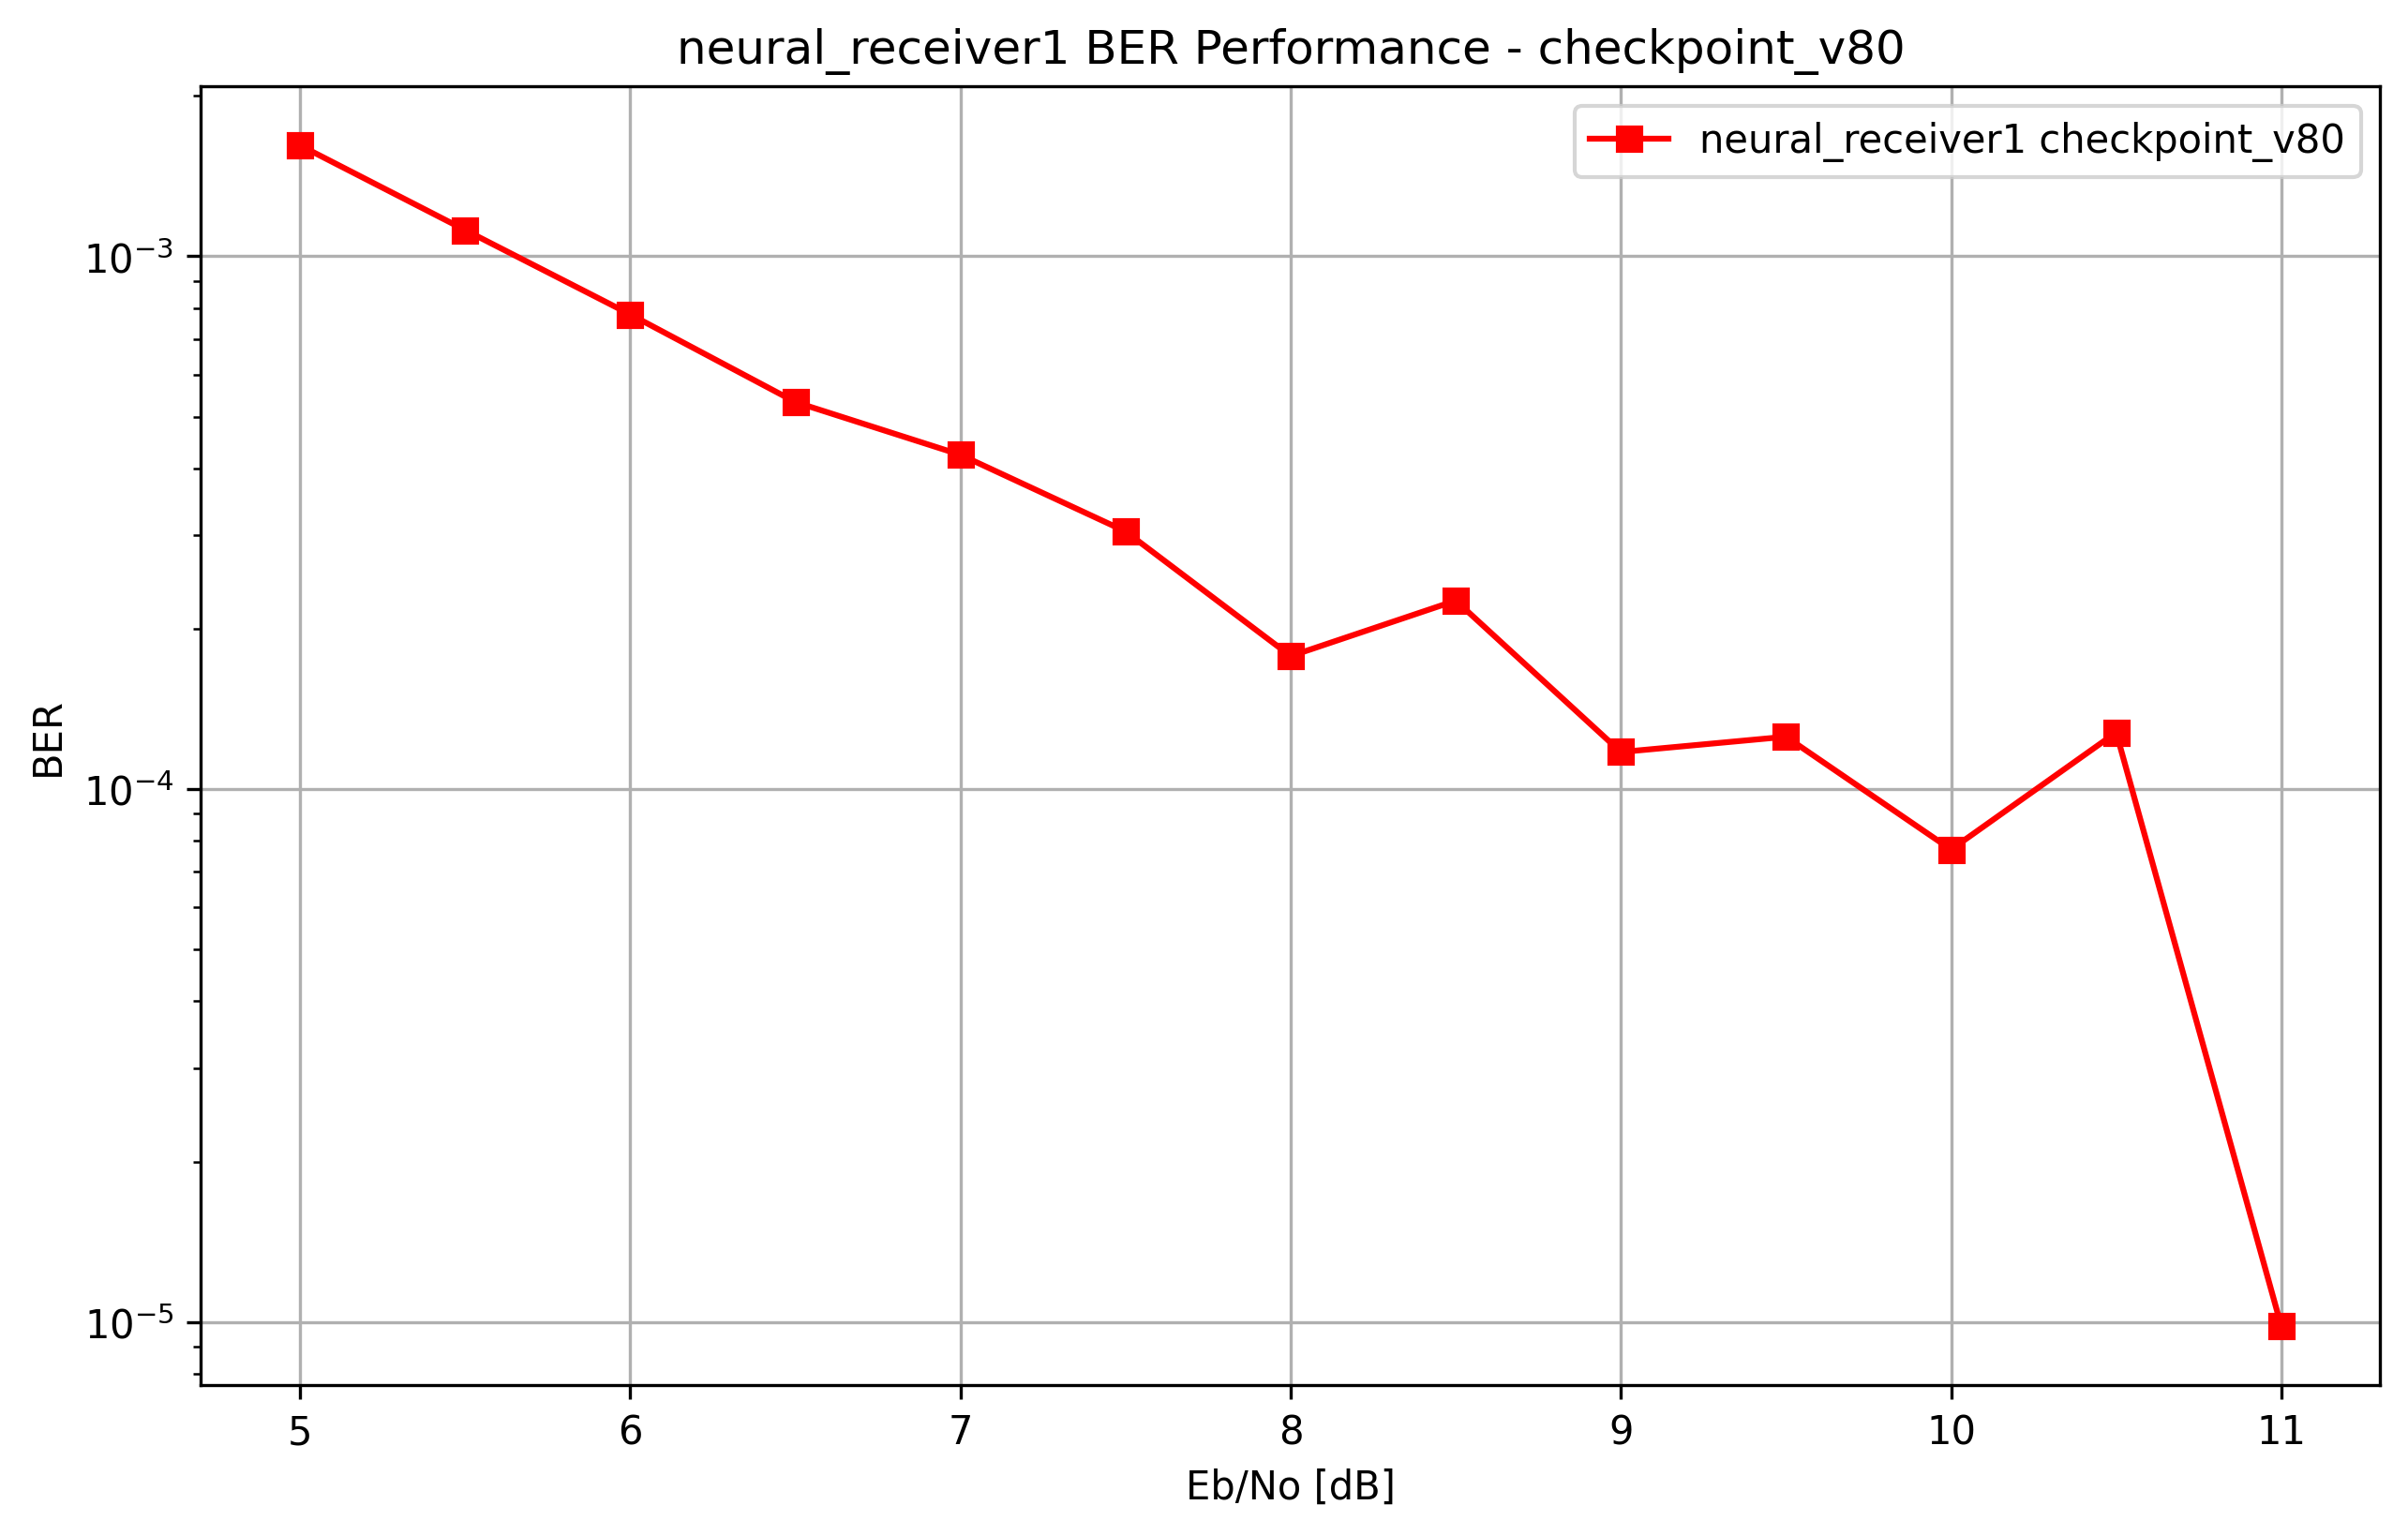 neural_receiver1 BER Performance - checkpoint_v80
neural_receiver1 checkpoint_v80
10⁻³
10⁻⁴
10⁻⁵
BER
5 6 7 8 9 10 11
Eb/No [dB]